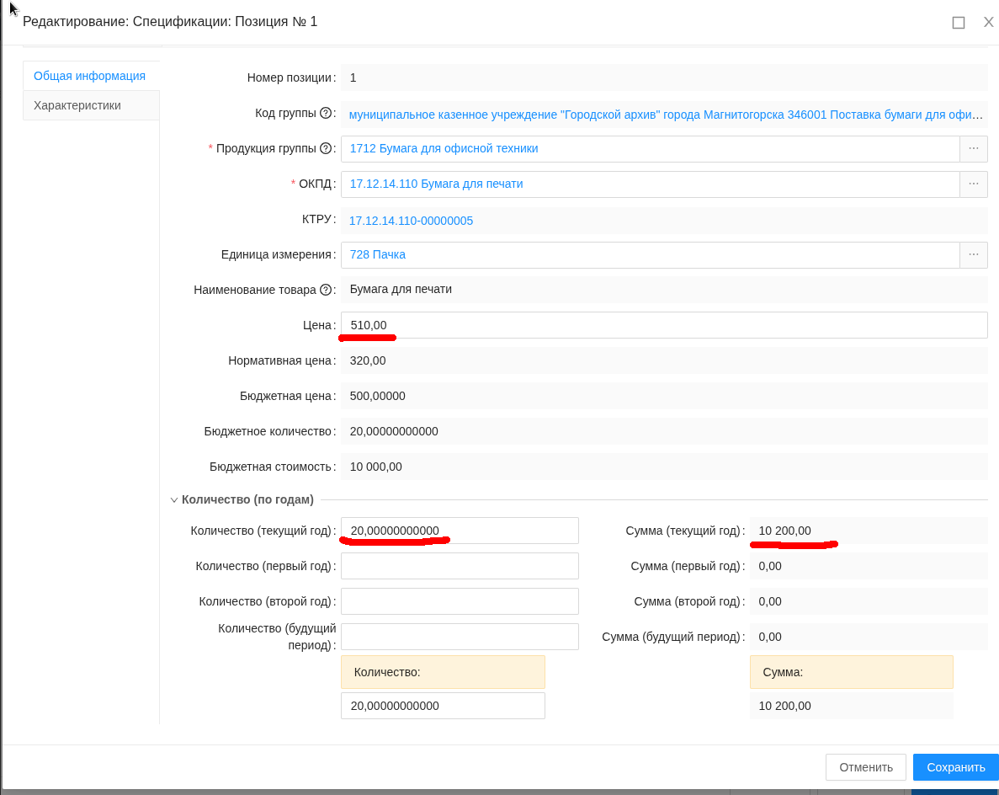 Редактирование: Спецификации: Позиция № 1
Общая информация
Характеристики
Номер позиции: 1
Код группы ?: муниципальное казенное учреждение "Городской архив" города Магнитогорска 346001 Поставка бумаги для офи...
* Продукция группы ?: 1712 Бумага для офисной техники ...
* ОКПД: 17.12.14.110 Бумага для печати ...
КТРУ: 17.12.14.110-00000005
Единица измерения: 728 Пачка ...
Наименование товара ?: Бумага для печати
Цена: 510,00
Нормативная цена: 320,00
Бюджетная цена: 500,00000
Бюджетное количество: 20,00000000000
Бюджетная стоимость: 10 000,00
Количество (по годам)
Количество (текущий год): 20,00000000000 Сумма (текущий год): 10 200,00
Количество (первый год): Сумма (первый год): 0,00
Количество (второй год): Сумма (второй год): 0,00
Количество (будущий
период): Сумма (будущий период): 0,00
Количество: Сумма:
20,00000000000 10 200,00
Отменить Сохранить